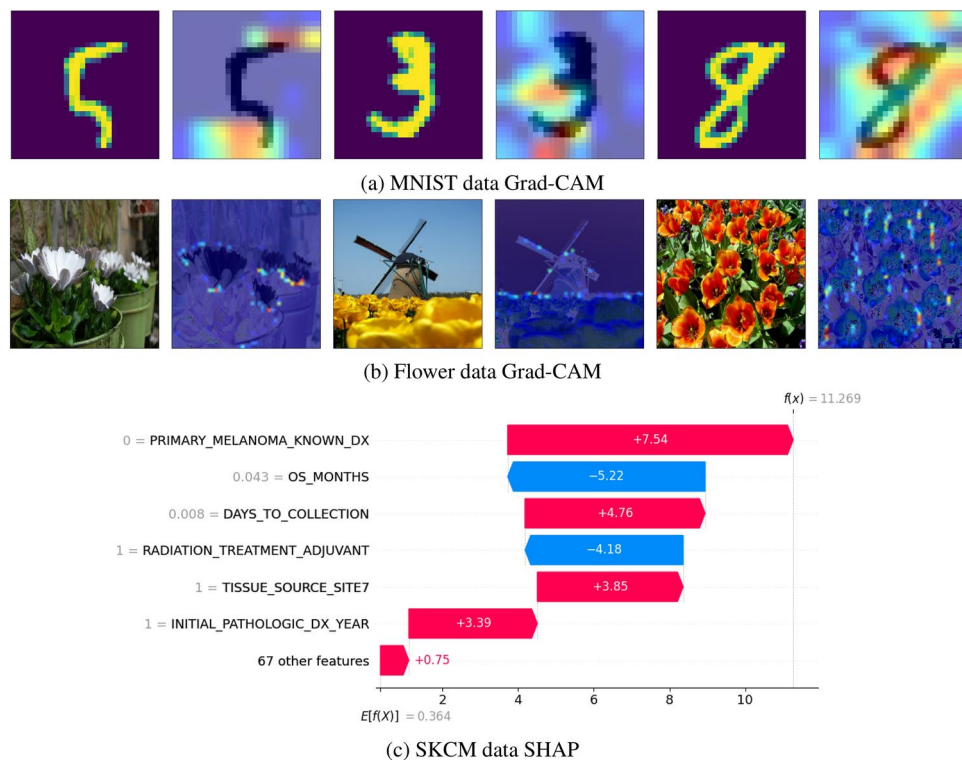 (a) MNIST data Grad-CAM
(b) Flower data Grad-CAM
f(x) = 11.269
0 = PRIMARY_MELANOMA_KNOWN_DX
+7.54
0.043 = OS_MONTHS
−5.22
0.008 = DAYS_TO_COLLECTION
+4.76
1 = RADIATION_TREATMENT_ADJUVANT
−4.18
1 = TISSUE_SOURCE_SITE7
+3.85
1 = INITIAL_PATHOLOGIC_DX_YEAR
+3.39
67 other features
+0.75
2 4 6 8 10
E[f(X)] = 0.364
(c) SKCM data SHAP